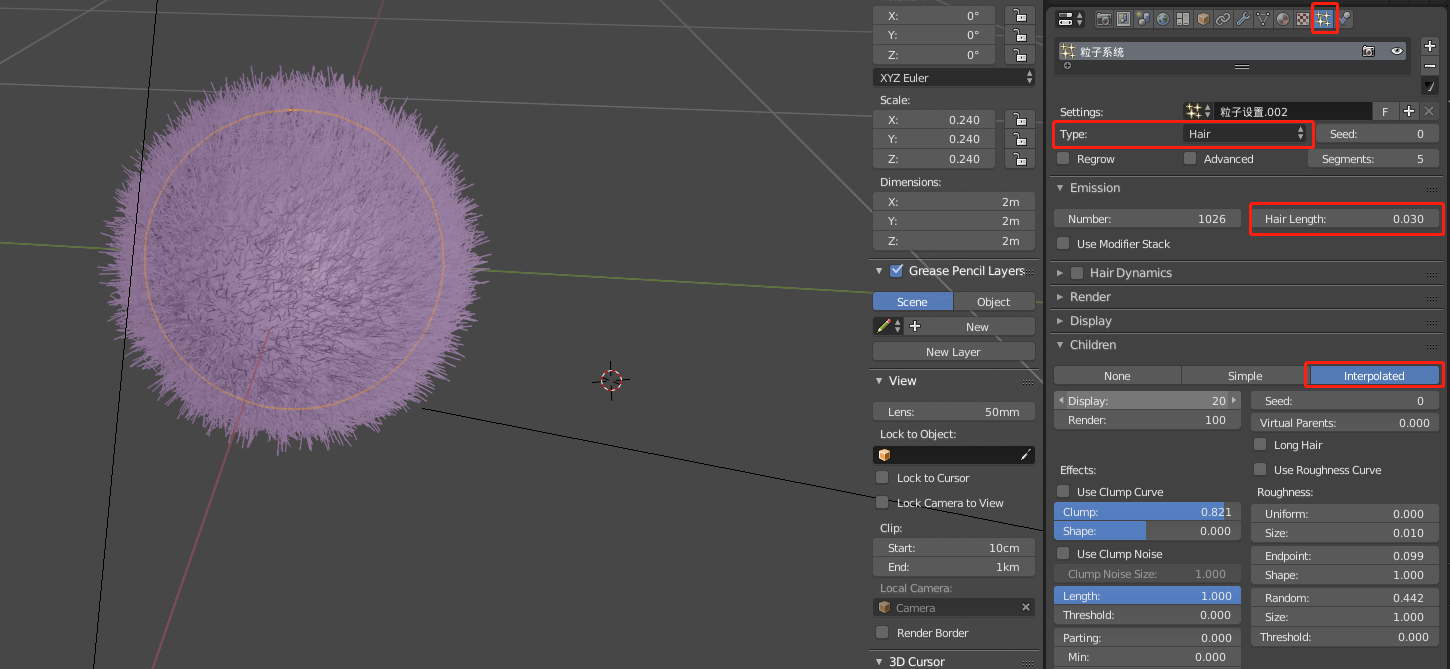 X: 0°
Y: 0°
Z: 0°
XYZ Euler
Scale:
X: 0.240
Y: 0.240
Z: 0.240
Dimensions:
X: 2m
Y: 2m
Z: 2m
Grease Pencil Layers
Scene Object
New
New Layer
View
Lens: 50mm
Lock to Object:
Lock to Cursor
Lock Camera to View
Clip:
Start: 10cm
End: 1km
Local Camera:
Camera
Render Border
3D Cursor
粒子系统
Settings: 粒子设置.002 F
Type: Hair Seed: 0
Regrow Advanced Segments: 5
Emission
Number: 1026 Hair Length: 0.030
Use Modifier Stack
Hair Dynamics
Render
Display
Children
None Simple Interpolated
Display: 20 Seed: 0
Render: 100 Virtual Parents: 0.000
Long Hair
Effects: Use Roughness Curve
Use Clump Curve Roughness:
Clump: 0.821 Uniform: 0.000
Shape: 0.000 Size: 0.010
Use Clump Noise Endpoint: 0.099
Clump Noise Size: 1.000 Shape: 1.000
Length: 1.000 Random: 0.442
Threshold: 0.000 Size: 1.000
Parting: 0.000 Threshold: 0.000
Min: 0.000